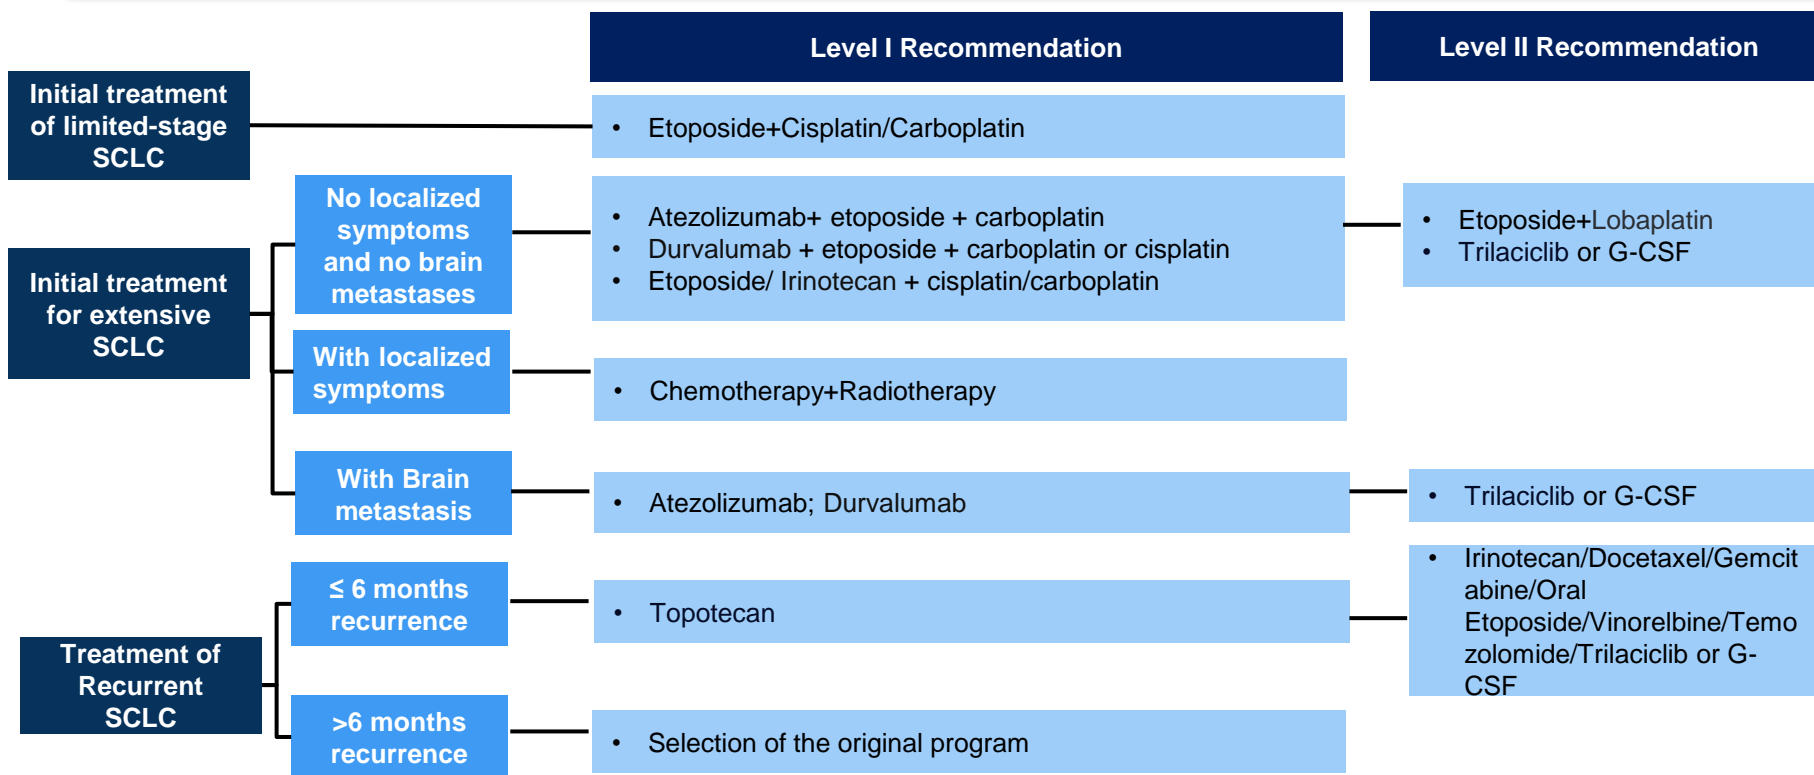 Level I Recommendation
Level II Recommendation
Initial treatment
of limited-stage
SCLC
• Etoposide+Cisplatin/Carboplatin
Initial treatment
for extensive
SCLC
No localized
symptoms
and no brain
metastases
• Atezolizumab+ etoposide + carboplatin
• Durvalumab + etoposide + carboplatin or cisplatin
• Etoposide/ Irinotecan + cisplatin/carboplatin
• Etoposide+Lobaplatin
• Trilaciclib or G-CSF
With localized
symptoms
• Chemotherapy+Radiotherapy
With Brain
metastasis
• Atezolizumab; Durvalumab
• Trilaciclib or G-CSF
Treatment of
Recurrent
SCLC
≤ 6 months
recurrence
• Topotecan
• Irinotecan/Docetaxel/Gemcit
abine/Oral
Etoposide/Vinorelbine/Temo
zolomide/Trilaciclib or G-
CSF
>6 months
recurrence
• Selection of the original program